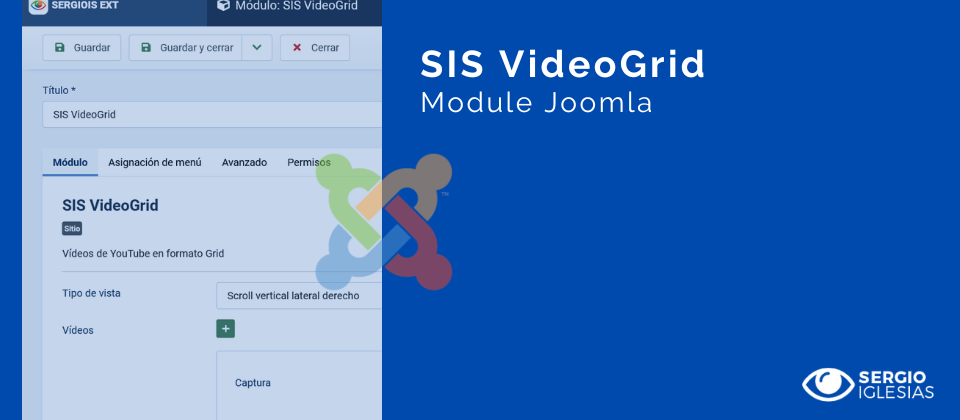 SERGIOIS EXT
Módulo: SIS VideoGrid
Guardar
Guardar y cerrar
Cerrar
Título *
SIS VideoGrid
Módulo
Asignación de menú
Avanzado
Permisos
SIS VideoGrid
Sitio
Vídeos de YouTube en formato Grid
Tipo de vista
Scroll vertical lateral derecho
Vídeos
+
Captura
SIS VideoGrid
Module Joomla
TM
SERGIO
IGLESIAS